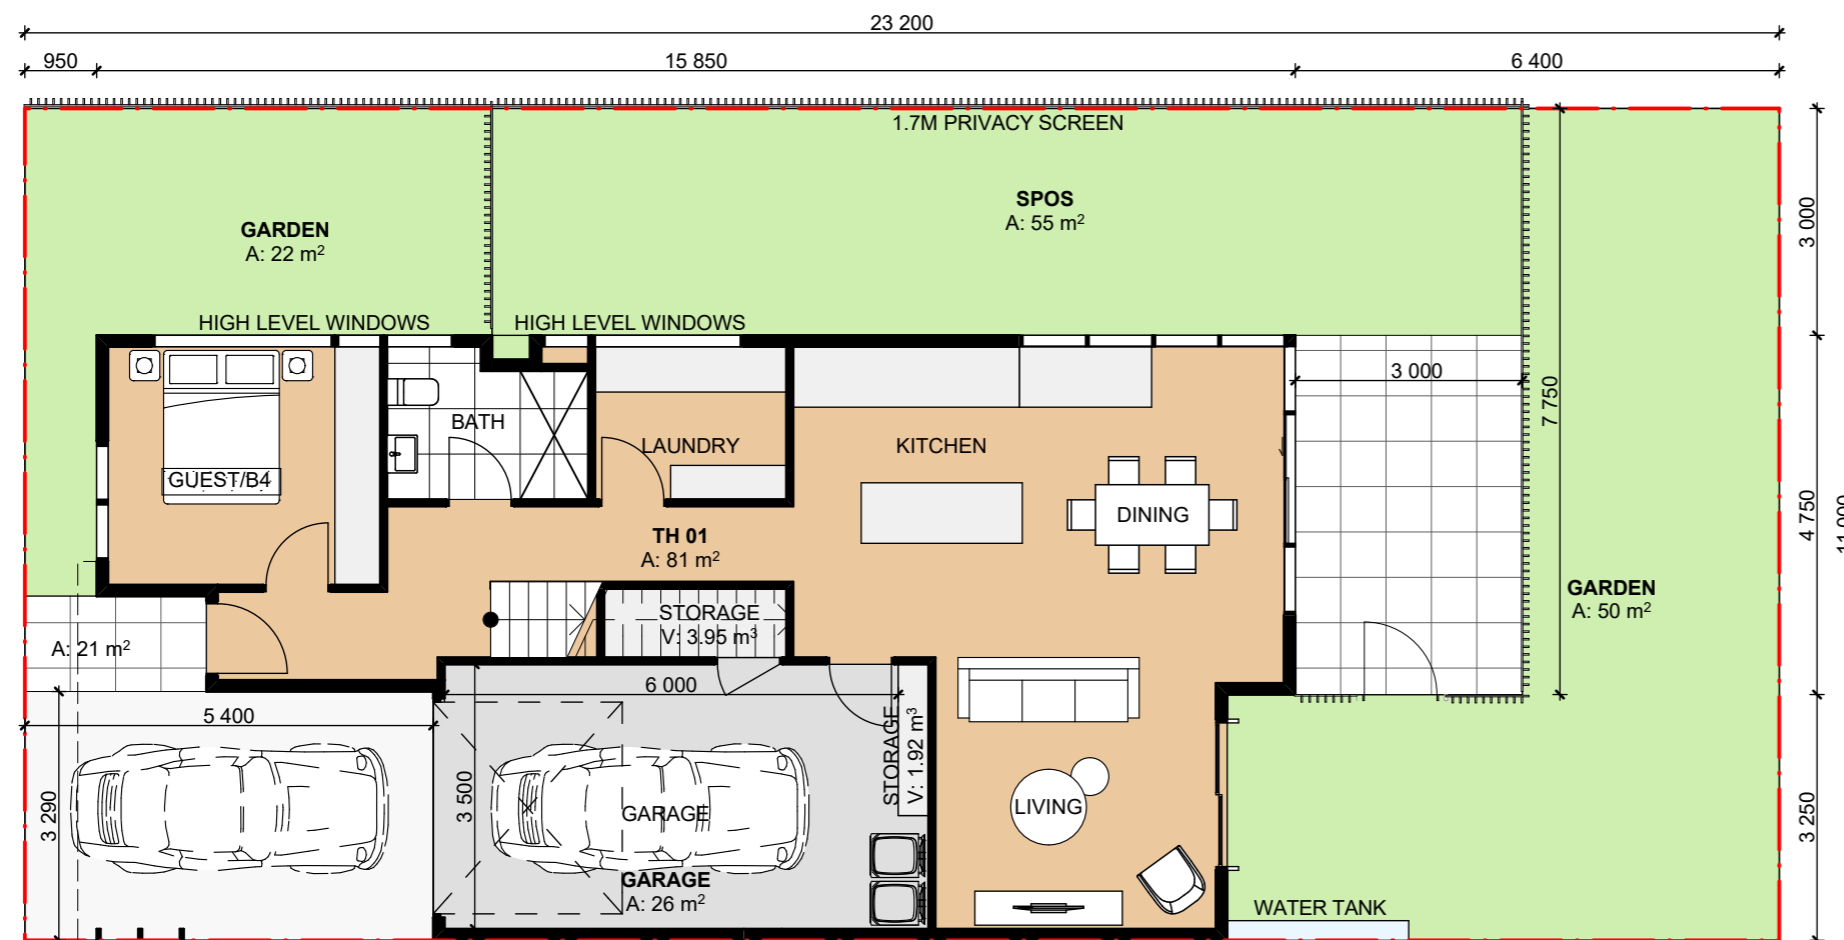 23 200
950
15 850
6 400
1.7M PRIVACY SCREEN
SPOS
A: 55 m²
GARDEN
A: 22 m²
3 000
HIGH LEVEL WINDOWS
HIGH LEVEL WINDOWS
3 000
7 750
BATH
LAUNDRY
KITCHEN
GUEST/B4
DINING
4 750
11 000
TH 01
A: 81 m²
GARDEN
A: 50 m²
STORAGE
V: 3.95 m³
A: 21 m²
6 000
5 400
STORAGE
V: 1.92 m³
3 290
3 500
GARAGE
LIVING
3 250
GARAGE
A: 26 m²
WATER TANK